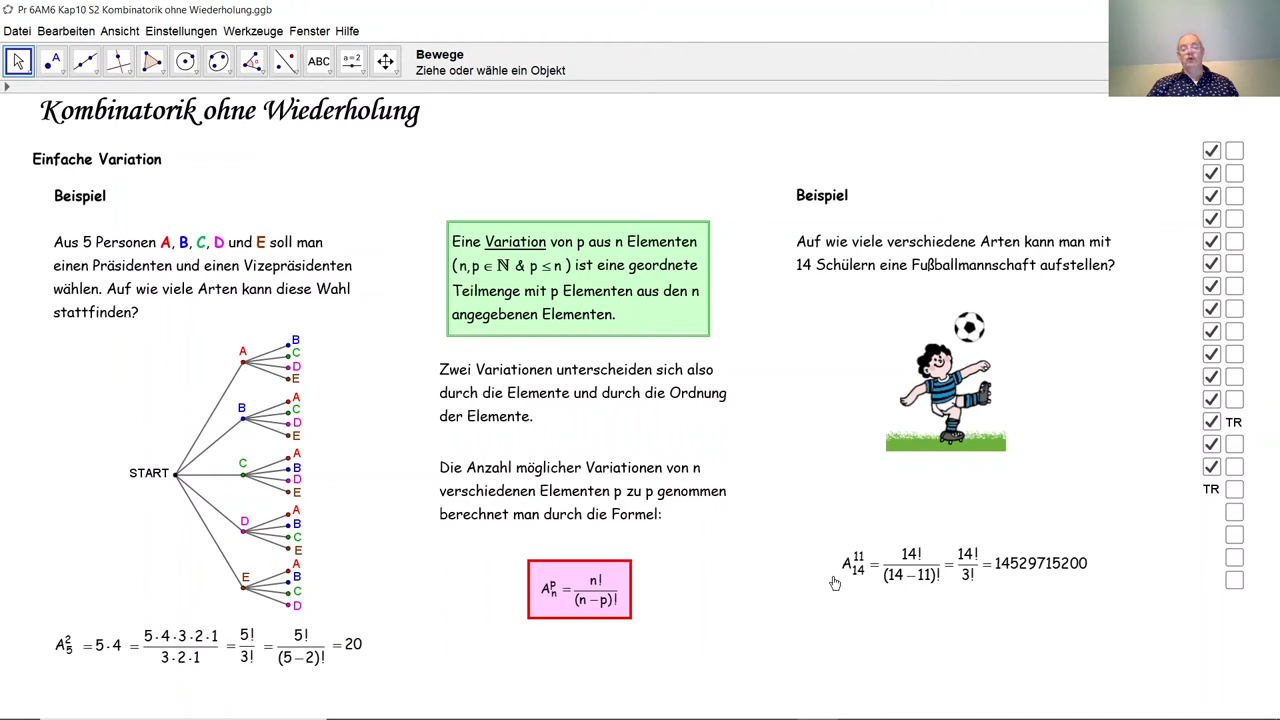 Pr 6AM6 Kap10 S2 Kombinatorik ohne Wiederholung.ggb
Datei Bearbeiten Ansicht Einstellungen Werkzeuge Fenster Hilfe
A
ABC
a=2
Bewege
Ziehe oder wähle ein Objekt
Kombinatorik ohne Wiederholung
Einfache Variation
Beispiel
Aus 5 Personen A, B, C, D und E soll man
einen Präsidenten und einen Vizepräsidenten
wählen. Auf wie viele Arten kann diese Wahl
stattfinden?
START
A
B
C
D
E
B
A
C
D
E
C
A
B
D
E
D
A
B
C
E
E
A
B
C
D
A₅² = 5·4 = (5·4·3·2·1)/(3·2·1) = 5!/3! = 5!/(5−2)! = 20
Eine Variation von p aus n Elementen
(n,p ∈ ℕ & p ≤ n) ist eine geordnete
Teilmenge mit p Elementen aus den n
angegebenen Elementen.
Zwei Variationen unterscheiden sich also
durch die Elemente und durch die Ordnung
der Elemente.
Die Anzahl möglicher Variationen von n
verschiedenen Elementen p zu p genommen
berechnet man durch die Formel:
Aₙᵖ = n!/(n−p)!
Beispiel
Auf wie viele verschiedene Arten kann man mit
14 Schülern eine Fußballmannschaft aufstellen?
A₁₄¹¹ = 14!/(14−11)! = 14!/3! = 14529715200
TR
TR